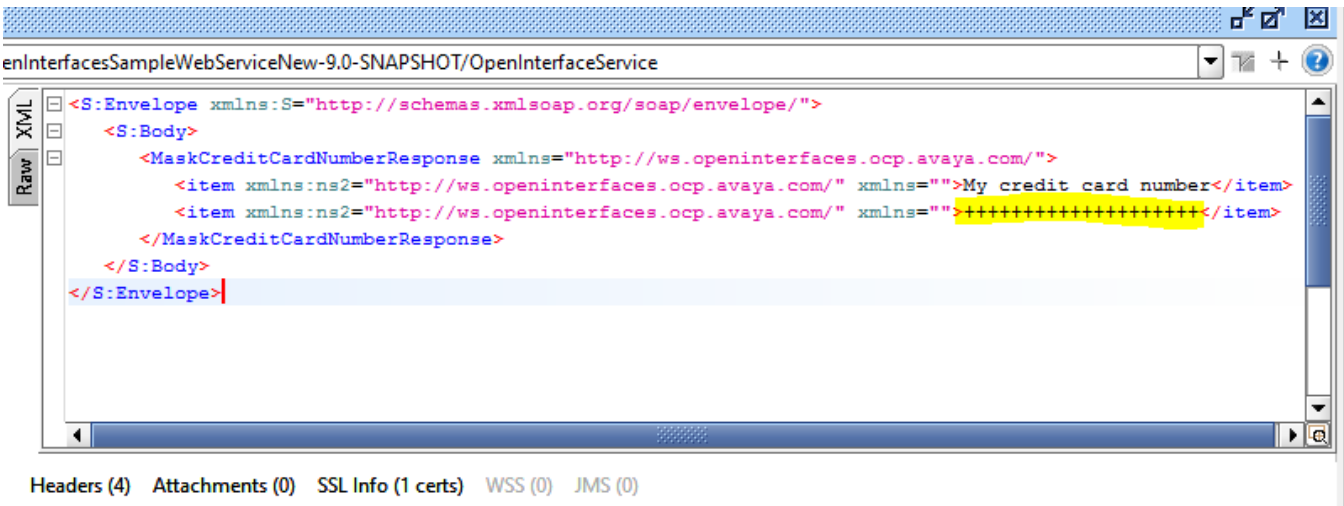 enInterfacesSampleWebServiceNew-9.0-SNAPSHOT/OpenInterfaceService
XML
Raw
<S:Envelope xmlns:S="http://schemas.xmlsoap.org/soap/envelope/">
<S:Body>
<MaskCreditCardNumberResponse xmlns="http://ws.openinterfaces.ocp.avaya.com/">
<item xmlns:ns2="http://ws.openinterfaces.ocp.avaya.com/" xmlns="">My credit card number</item>
<item xmlns:ns2="http://ws.openinterfaces.ocp.avaya.com/" xmlns="">++++++++++++++++++++</item>
</MaskCreditCardNumberResponse>
</S:Body>
</S:Envelope>
Headers (4) Attachments (0) SSL Info (1 certs) WSS (0) JMS (0)